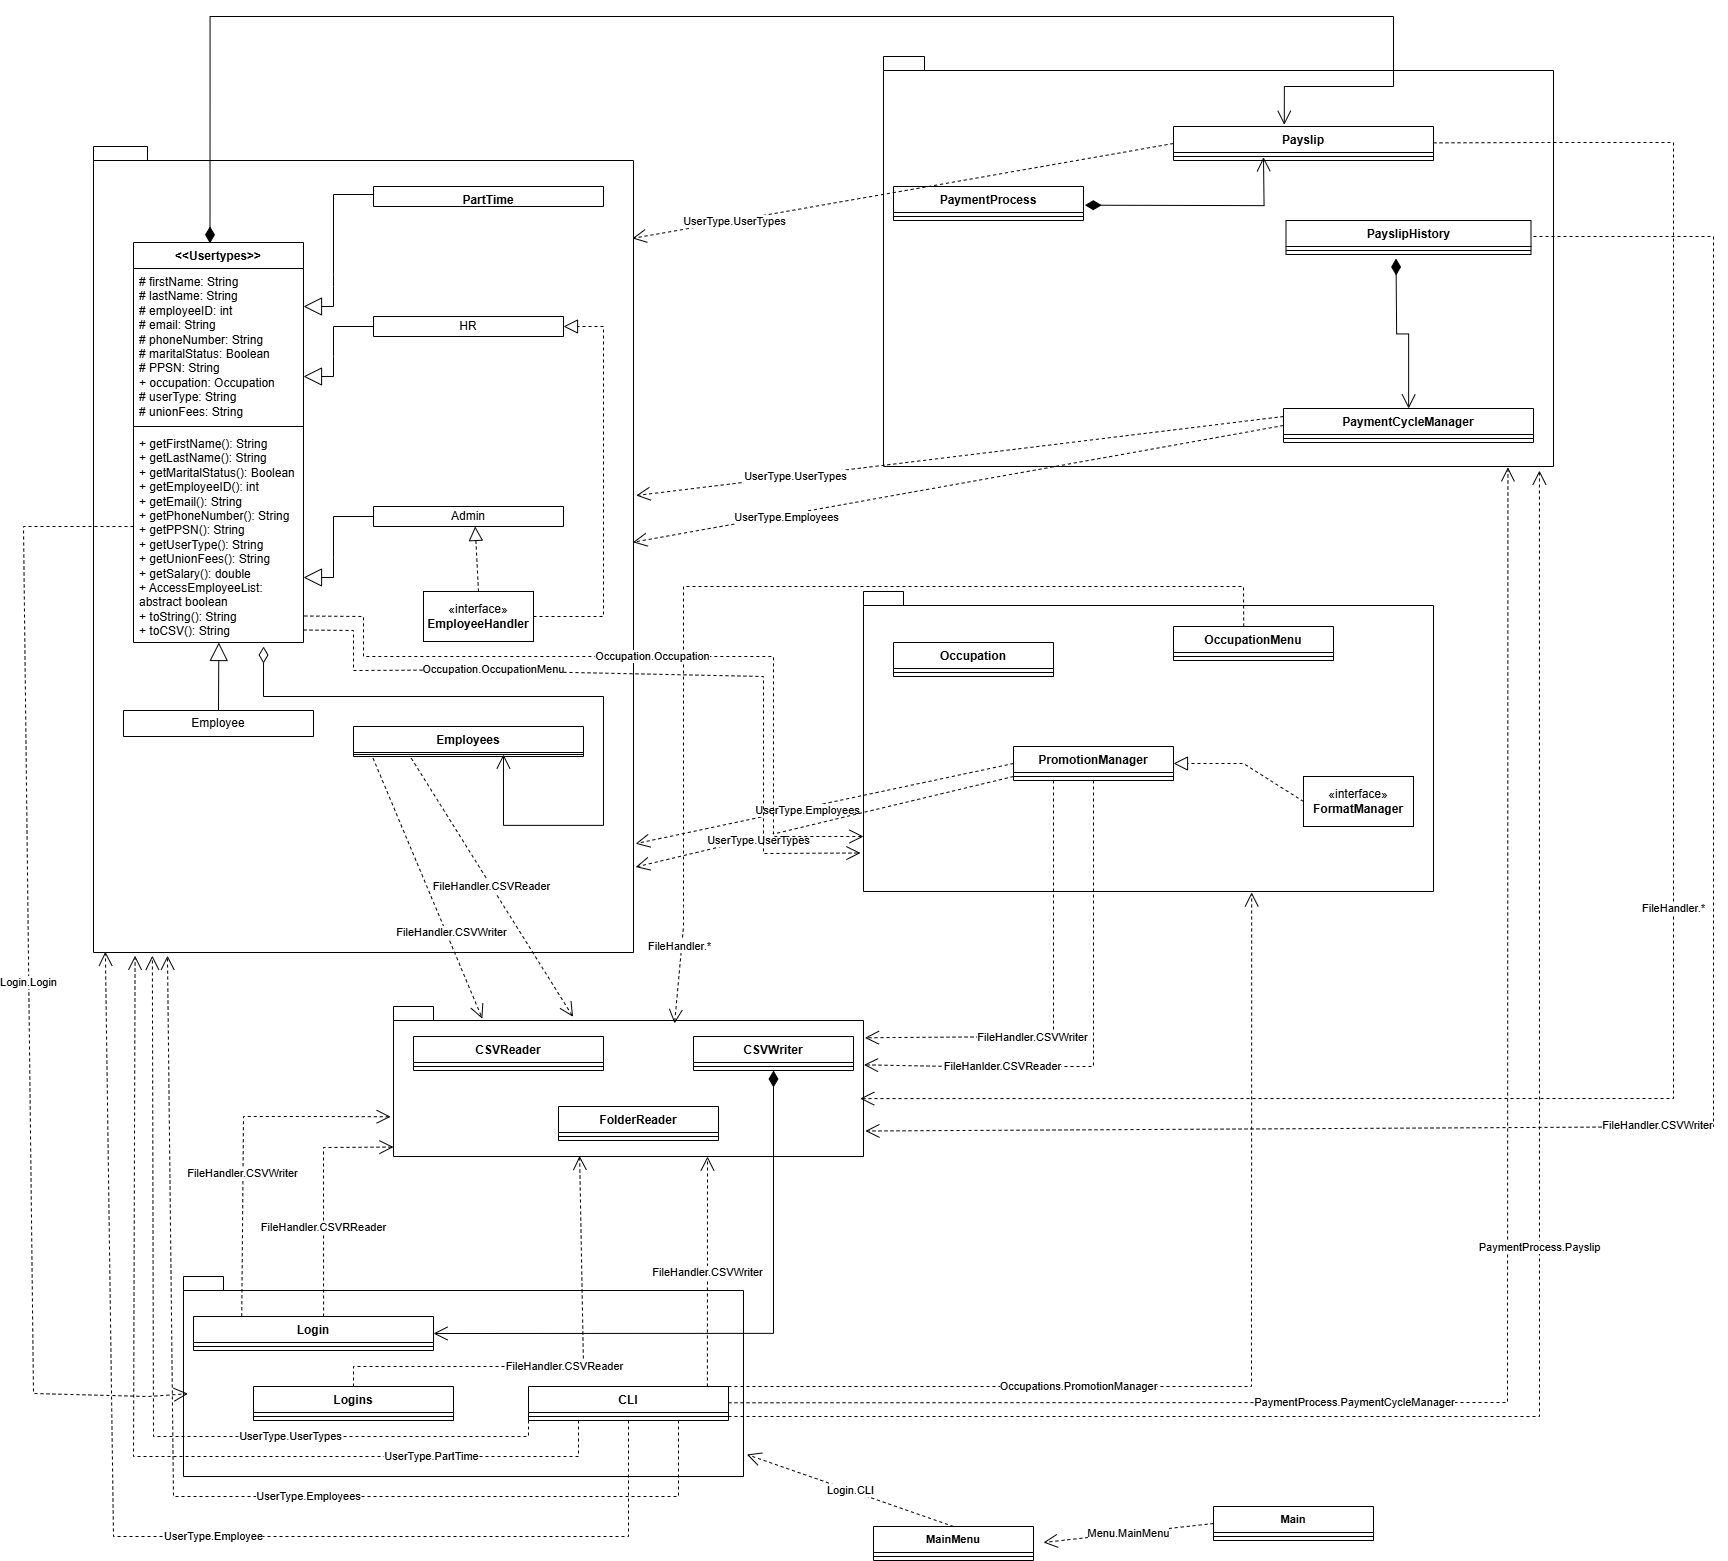 Payslip
PaymentProcess
UserType.UserTypes
PayslipHistory
PartTime
<<Usertypes>>
# firstName: String
# lastName: String
# employeeID: int
# email: String
# phoneNumber: String
# maritalStatus: Boolean
# PPSN: String
+ occupation: Occupation
# userType: String
# unionFees: String
HR
+ getFirstName(): String
+ getLastName(): String
+ getMaritalStatus(): Boolean
+ getEmployeeID(): int
+ getEmail(): String
+ getPhoneNumber(): String
+ getPPSN(): String
+ getUserType(): String
+ getUnionFees(): String
+ getSalary(): double
+ AccessEmployeeList:
abstract boolean
+ toString(): String
+ toCSV(): String
PaymentCycleManager
UserType.UserTypes
UserType.Employees
Admin
«interface»
EmployeeHandler
Occupation.Occupation
Occupation.OccupationMenu
Occupation
OccupationMenu
Employee
Employees
PromotionManager
«interface»
FormatManager
UserType.Employees
UserType.UserTypes
FileHandler.CSVReader
FileHandler.CSVWriter
FileHandler.*
FileHandler.*
Login.Login
CSVReader
CSVWriter
FolderReader
FileHandler.CSVWriter
FileHanlder.CSVReader
FileHandler.CSVWriter
FileHandler.CSVWriter
FileHandler.CSVRReader
FileHandler.CSVWriter
PaymentProcess.Payslip
Login
FileHandler.CSVReader
Logins
CLI
Occupations.PromotionManager
PaymentProcess.PaymentCycleManager
UserType.UserTypes
UserType.PartTime
UserType.Employees
UserType.Employee
Login.CLI
MainMenu
Menu.MainMenu
Main